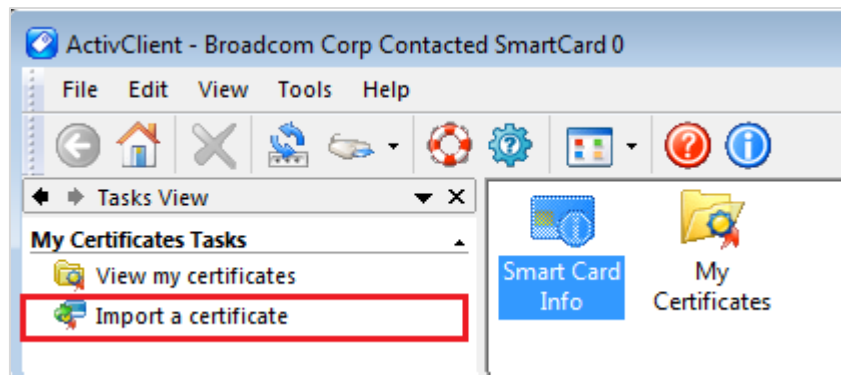 ActivClient - Broadcom Corp Contacted SmartCard 0
File Edit View Tools Help
Tasks View
My Certificates Tasks
View my certificates
Import a certificate
Smart Card
Info
My
Certificates